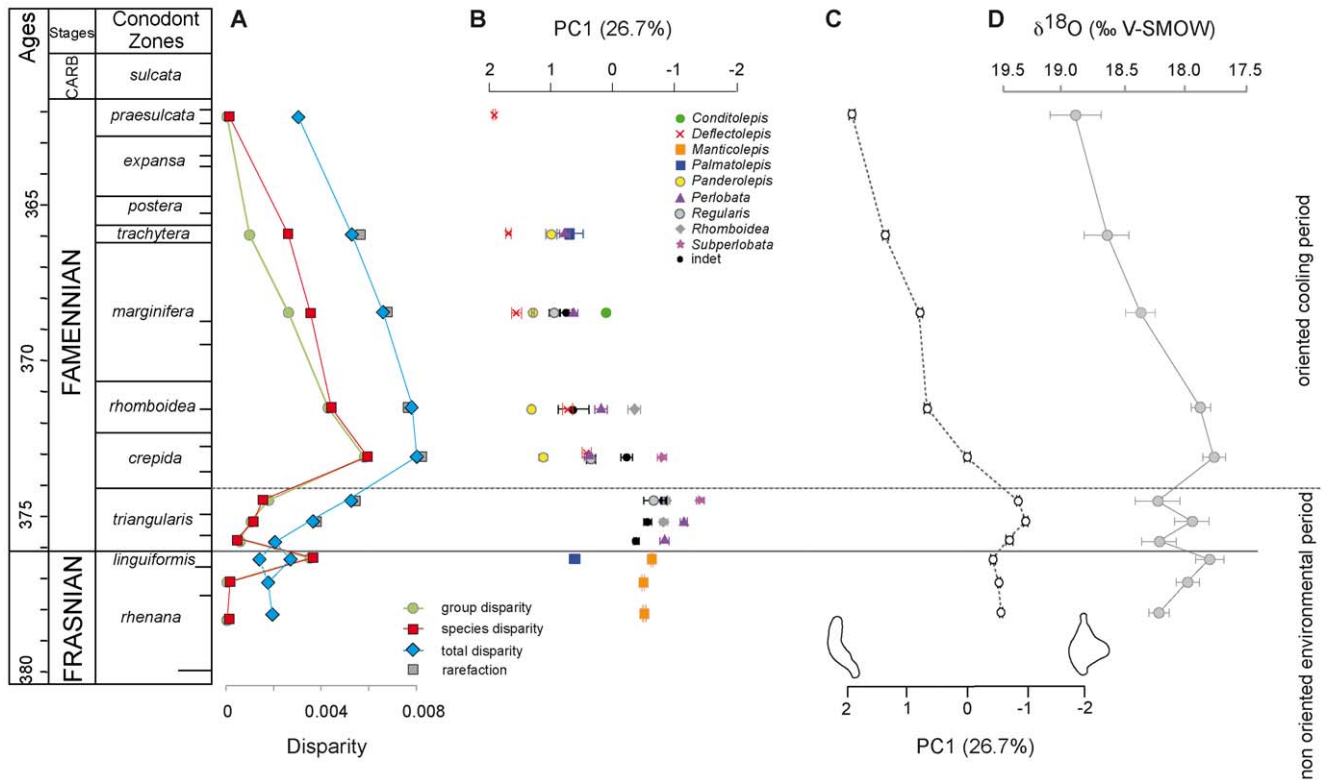 Ages
Stages
Conodont
Zones
A
B
C
D
PC1 (26.7%)
2 1 0 -1 -2
δ18O (‰ V-SMOW)
19.5 19.0 18.5 18.0 17.5
CARB
sulcata
FAMENNIAN
praesulcata
expansa
365
postera
trachytera
marginifera
370
rhomboidea
crepida
375
triangularis
FRASNIAN
linguiformis
rhenana
380
Conditolepis
Deflectolepis
Manticolepis
Palmatolepis
Panderolepis
Perlobata
Regularis
Rhomboidea
Subperlobata
indet
group disparity
species disparity
total disparity
rarefaction
0 0.004 0.008
Disparity
2 1 0 -1 -2
PC1 (26.7%)
oriented cooling period
non oriented environmental period